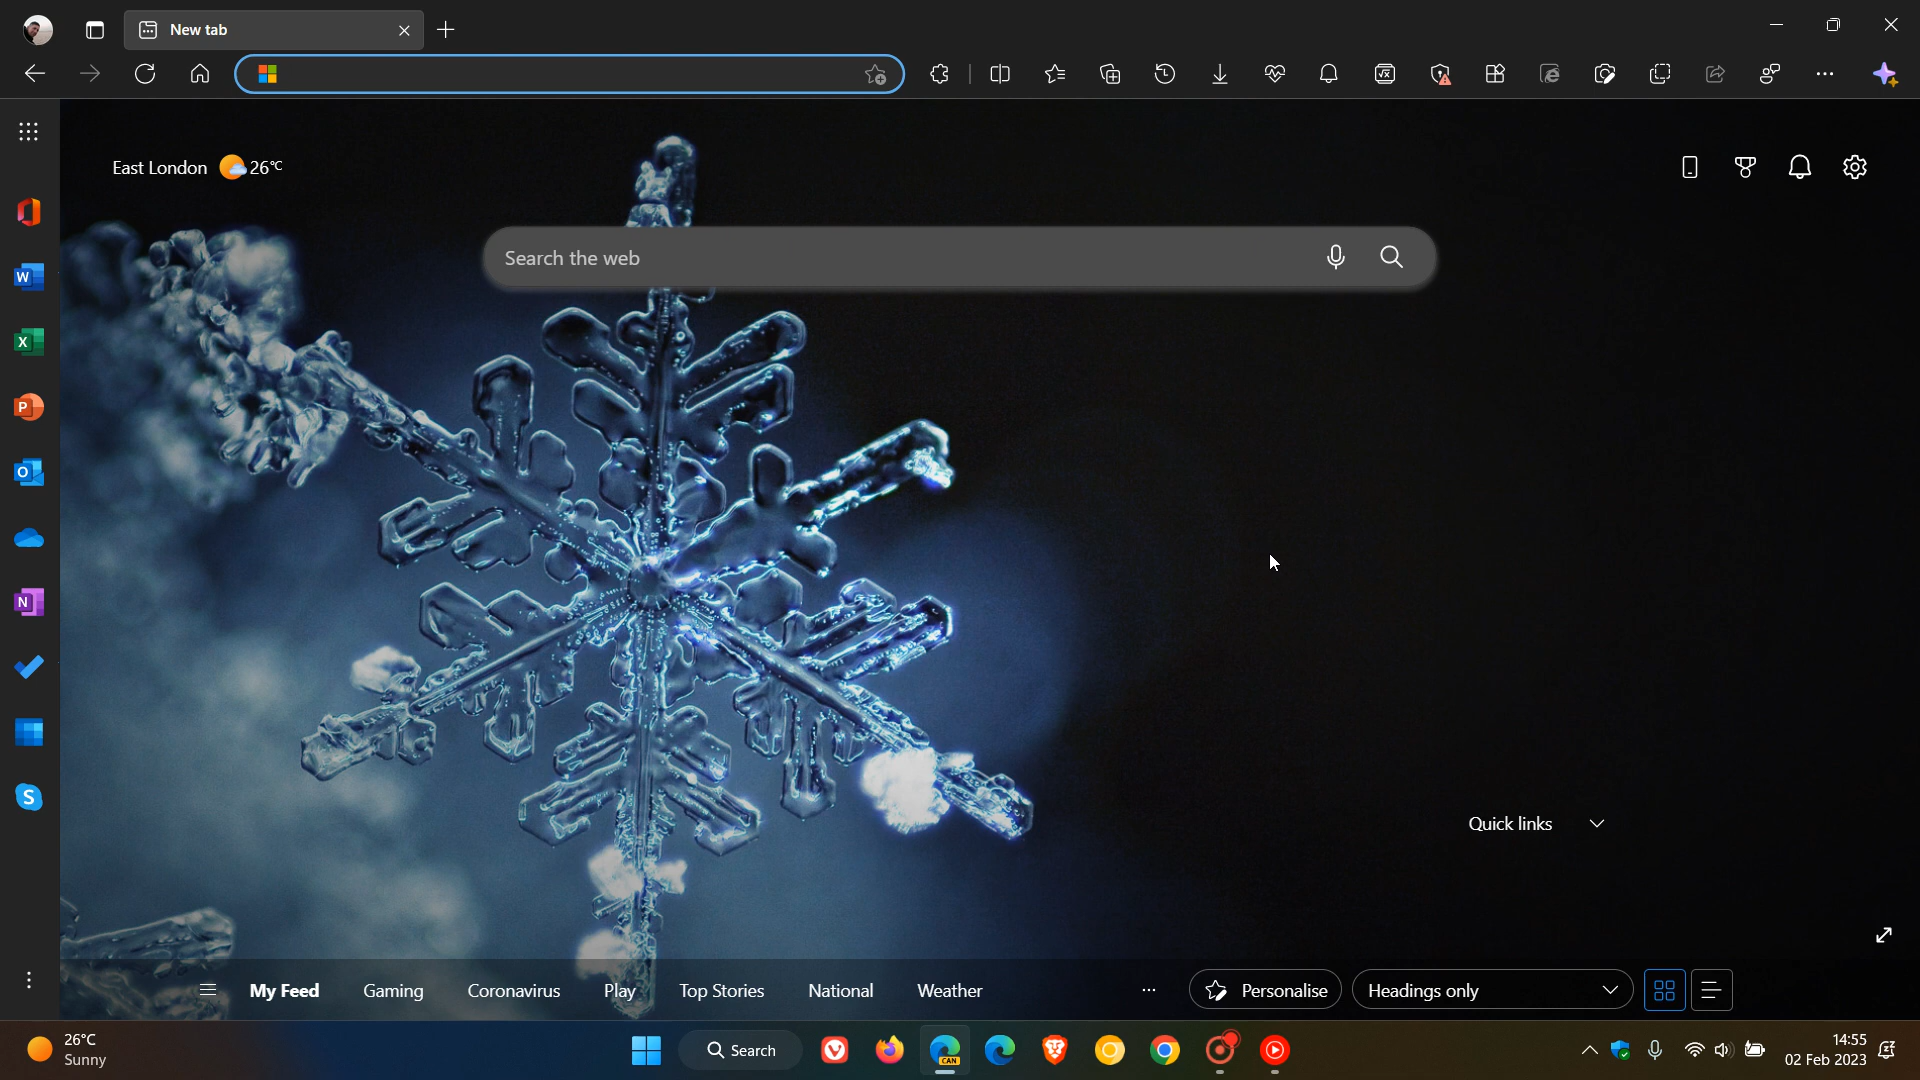 New tab
East London 26°C
Search the web
Quick links
My Feed Gaming Coronavirus Play Top Stories National Weather ... Personalise Headings only
26°C
Sunny
Search
CAN
14:55
02 Feb 2023